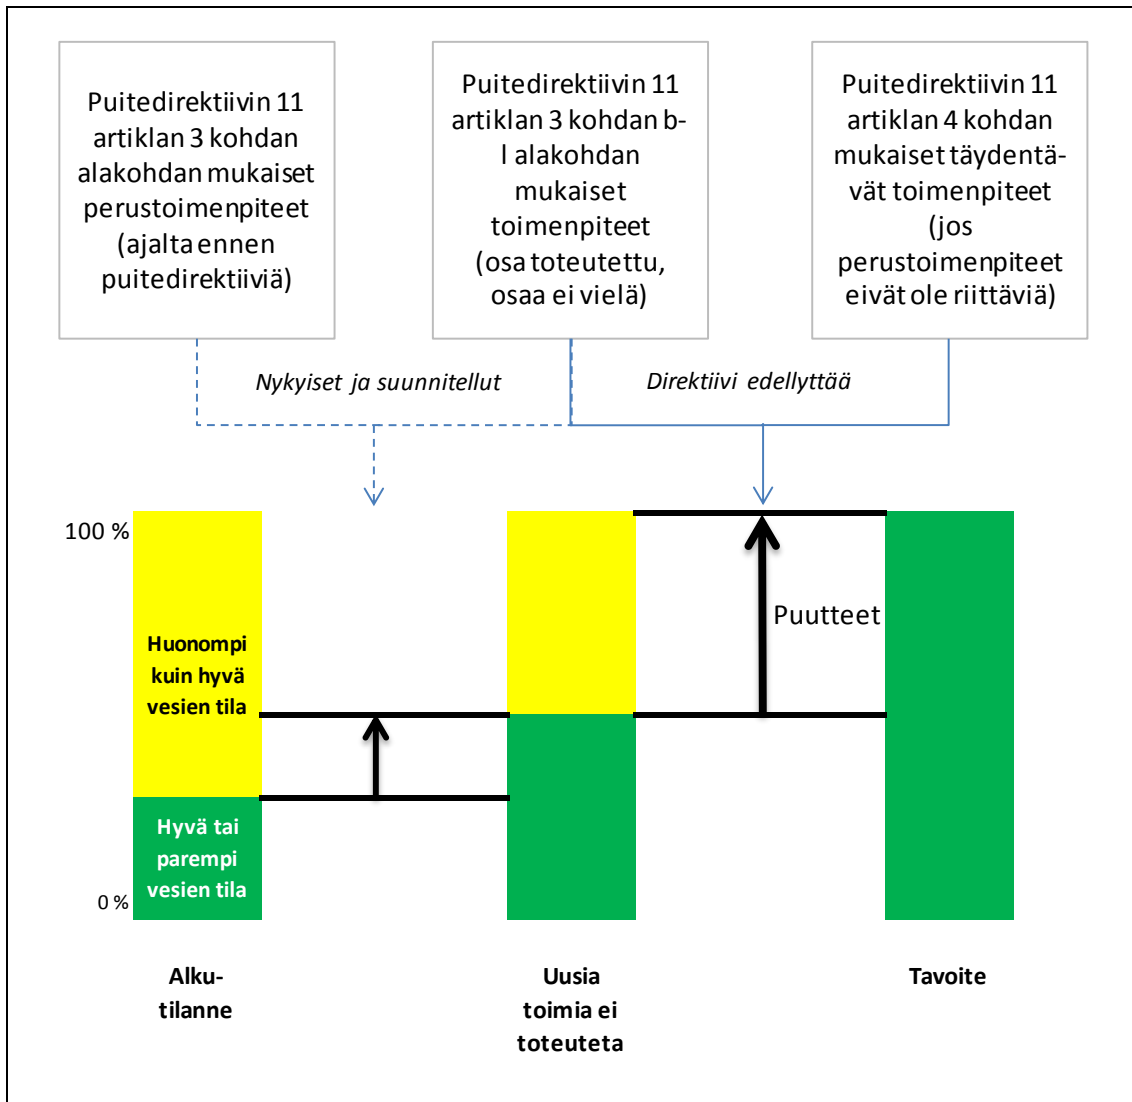 Puitedirektiivin 11
artiklan 3 kohdan
alakohdan mukaiset
perustoimenpiteet
(ajalta ennen
puitedirektiiviä)
Puitedirektiivin 11
artiklan 3 kohdan b-
l alakohdan
mukaiset
toimenpiteet
(osa toteutettu,
osaa ei vielä)
Puitedirektiivin 11
artiklan 4 kohdan
mukaiset täydentä-
vät toimenpiteet
(jos
perustoimenpiteet
eivät ole riittäviä)
Nykyiset ja suunnitellut
Direktiivi edellyttää
100 %
Huonompi
kuin hyvä
vesien tila
Puutteet
Hyvä tai
parempi
vesien tila
0 %
Alku-
tilanne
Uusia
toimia ei
toteuteta
Tavoite